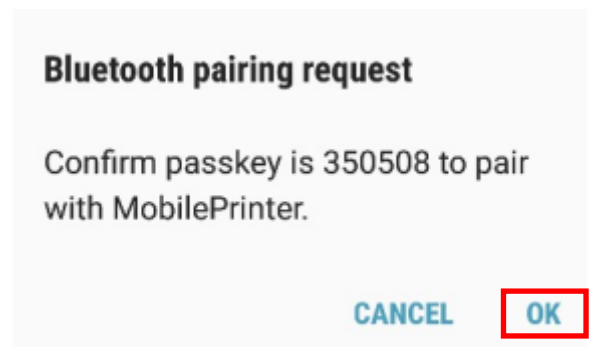 Bluetooth pairing request
Confirm passkey is 350508 to pair
with MobilePrinter.
CANCEL OK